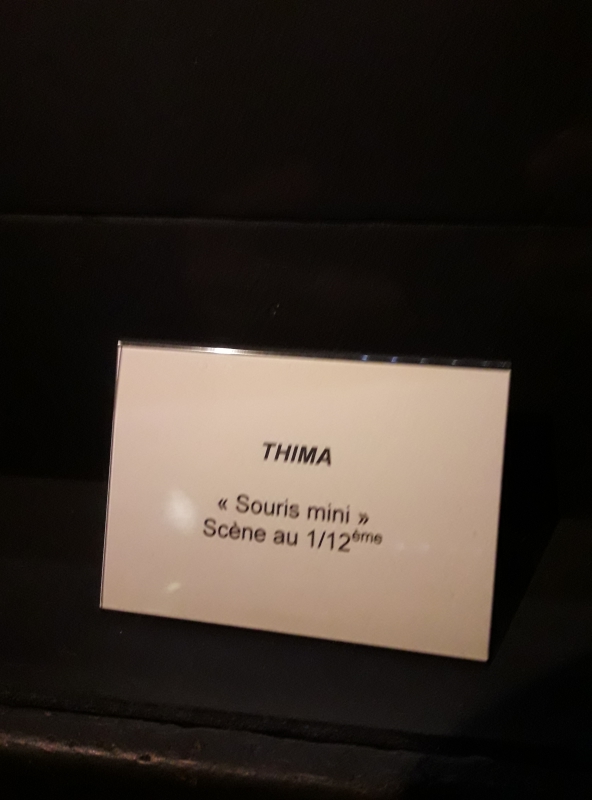 THIMA
« Souris mini »
Scène au 1/12ème